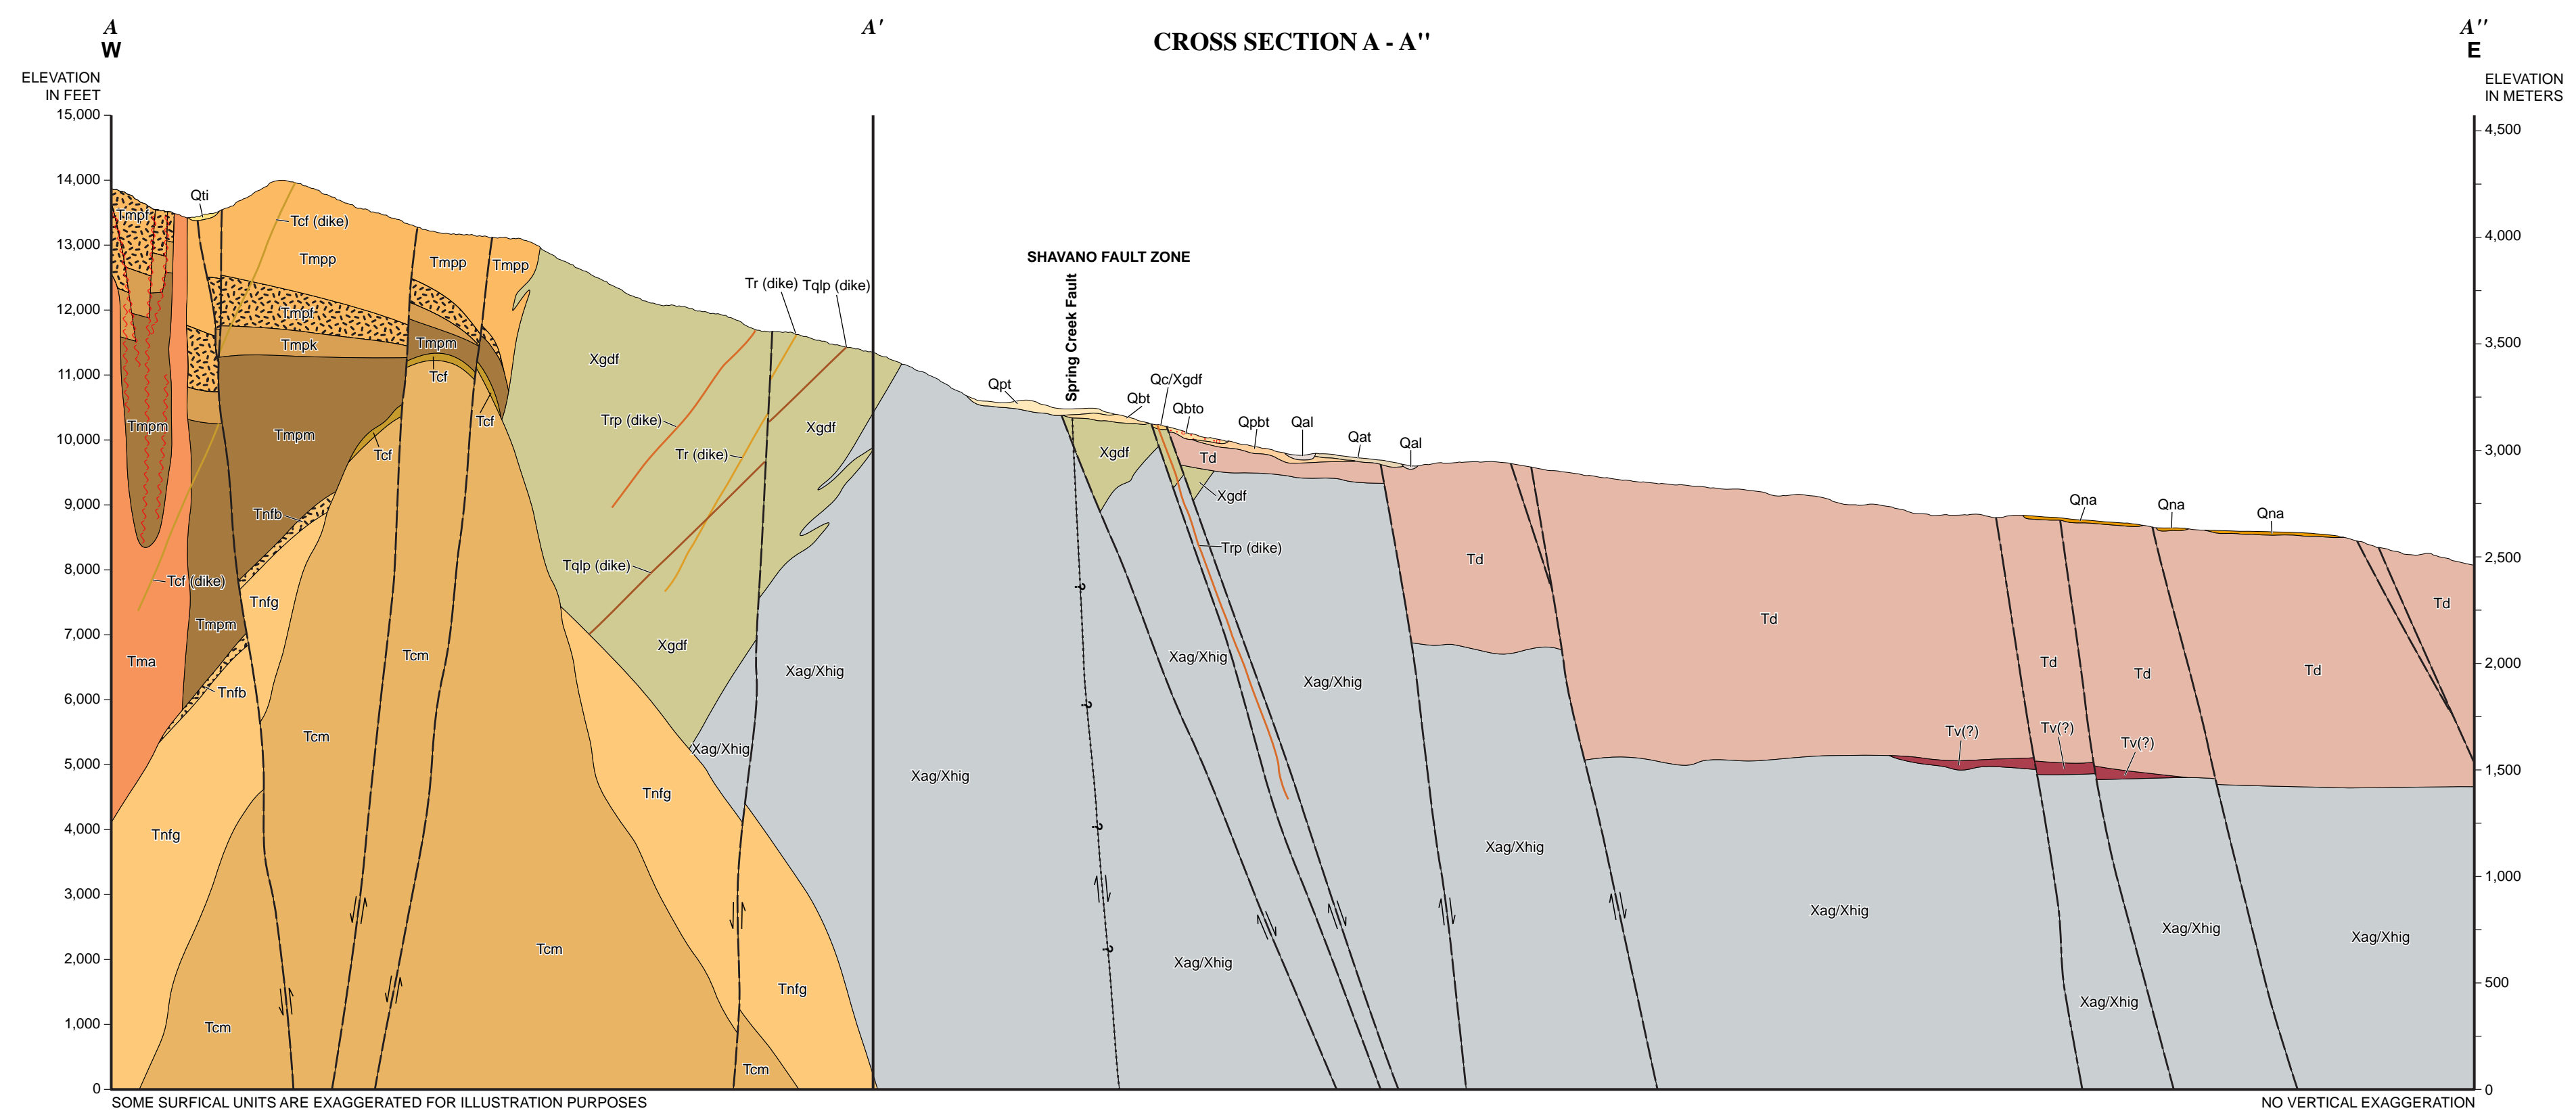 A
A'
A''
W
CROSS SECTION A - A''
E
ELEVATION
IN FEET
ELEVATION
IN METERS
15,000
4,500
14,000
Qti
Tmpf
Tcf (dike)
13,000
4,000
SHAVANO FAULT ZONE
Tmpp
Tmpp
Tmpp
Tr (dike)
Tqlp (dike)
Spring Creek Fault
12,000
Tmpf
Tmpk
Tmpm
3,500
Xgdf
11,000
Tcf
Qpt
Qc/Xgdf
Qbt
Qbto
Tcf
Trp (dike)
Xgdf
Qpbt
Qal
Qat
Qal
Tmpm
Tmpm
10,000
3,000
Tcf
Tr (dike)
Xgdf
Td
Xgdf
9,000
Tnfb
Qna
Qna
Qna
Trp (dike)
8,000
2,500
Tcf (dike)
Tqlp (dike)
Td
Tnfg
Td
Td
Tmpm
7,000
Xgdf
Tcm
Xag/Xhig
Tma
Xag/Xhig
Xag/Xhig
Td
Td
Td
2,000
6,000
Tnfb
Tcm
Xag/Xhig
Tv(?)
Tv(?)
Tv(?)
5,000
1,500
Xag/Xhig
Tnfg
Tnfg
4,000
?
?
?
?
Xag/Xhig
3,000
1,000
Xag/Xhig
Xag/Xhig
Xag/Xhig
Tcm
Xag/Xhig
2,000
Tnfg
500
Xag/Xhig
1,000
Tcm
Tcm
0
0
SOME SURFICAL UNITS ARE EXAGGERATED FOR ILLUSTRATION PURPOSES
NO VERTICAL EXAGGERATION